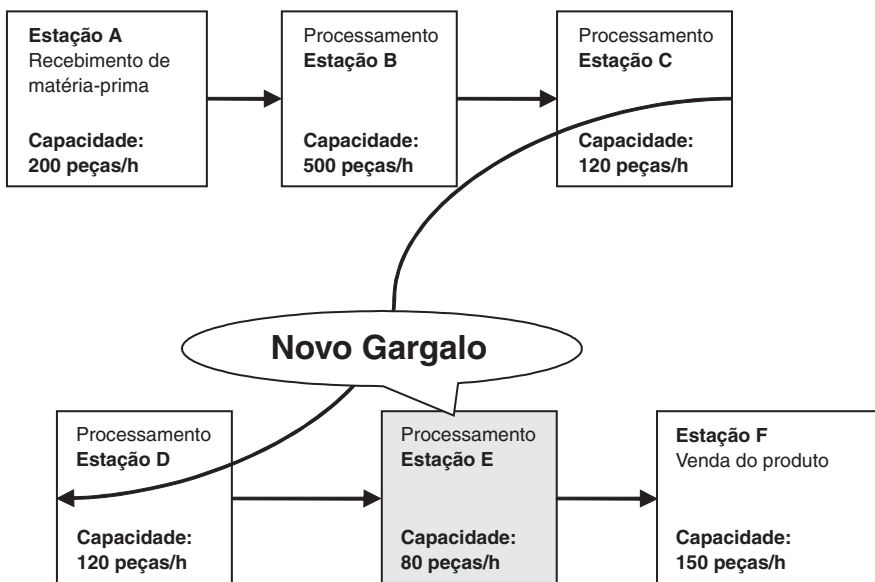 Estação A
Recebimento de
matéria-prima
Capacidade:
200 peças/h
Processamento
Estação B
Capacidade:
500 peças/h
Processamento
Estação C
Capacidade:
120 peças/h
Novo Gargalo
Processamento
Estação D
Capacidade:
120 peças/h
Processamento
Estação E
Capacidade:
80 peças/h
Estação F
Venda do produto
Capacidade:
150 peças/h